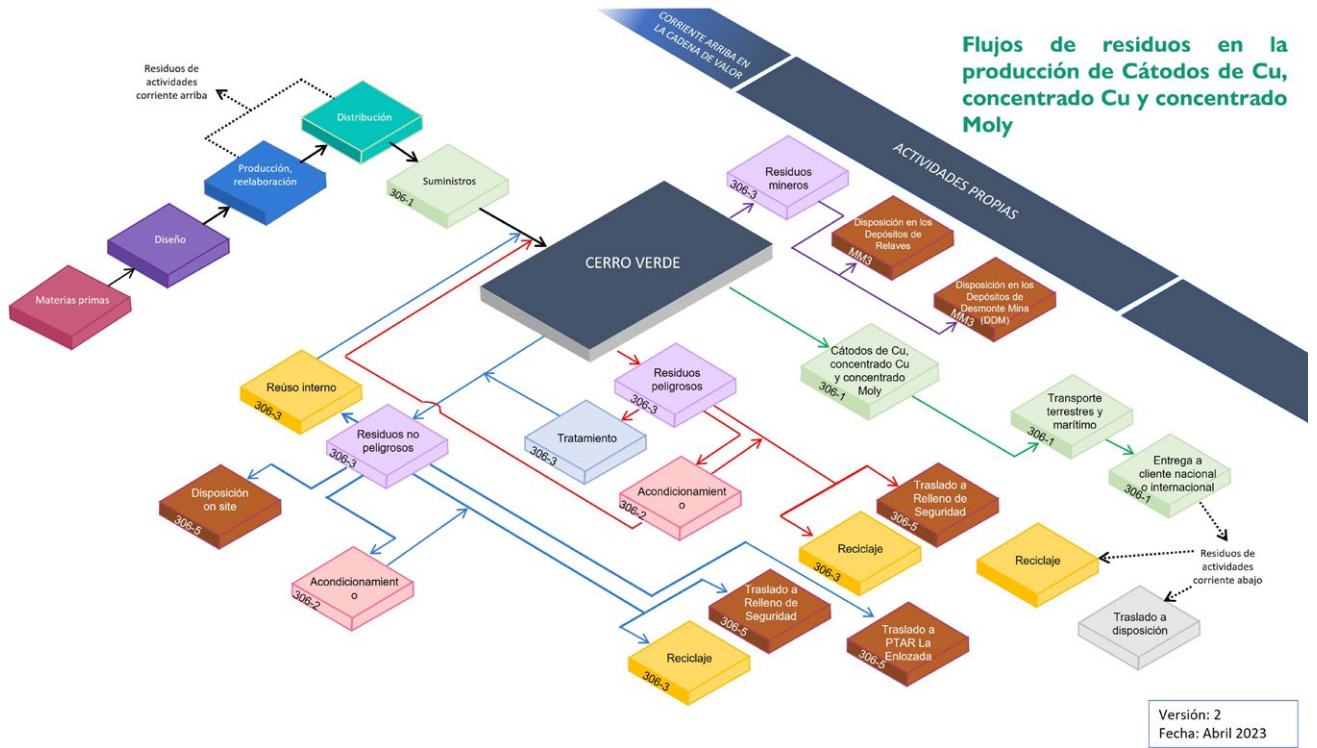 CORRIENTE ARRIBA EN
LA CADENA DE VALOR
Flujos de residuos en la
producción de Cátodos de Cu,
concentrado Cu y concentrado
Moly
ACTIVIDADES PROPIAS
Residuos de
actividades
corriente arriba
Distribución
Producción,
reelaboración
Suministros
306-1
Diseño
Materias primas
CERRO VERDE
Residuos
mineros
306-3
Disposición en los
Depósitos de
Relaves
MM3
Disposición en los
Depósitos de
Desmonte Mina
(DDM)
MM3
Cátodos de Cu,
concentrado Cu
y concentrado
Moly
306-1
Transporte
terrestres y
marítimo
306-1
Entrega a
cliente nacional
o internacional
306-1
Reúso interno
306-3
Residuos
peligrosos
306-3
Residuos no
peligrosos
306-3
Tratamiento
306-3
Acondicionamient
o
306-2
Disposición
on site
306-5
Traslado a
Relleno de
Seguridad
306-5
Reciclaje
306-3
Reciclaje
Residuos de
actividades
corriente abajo
Traslado a
disposición
Acondicionamient
o
306-2
Traslado a
Relleno de
Seguridad
306-5
Traslado a
PTAR La
Enlozada
306-5
Reciclaje
306-3
Versión: 2
Fecha: Abril 2023